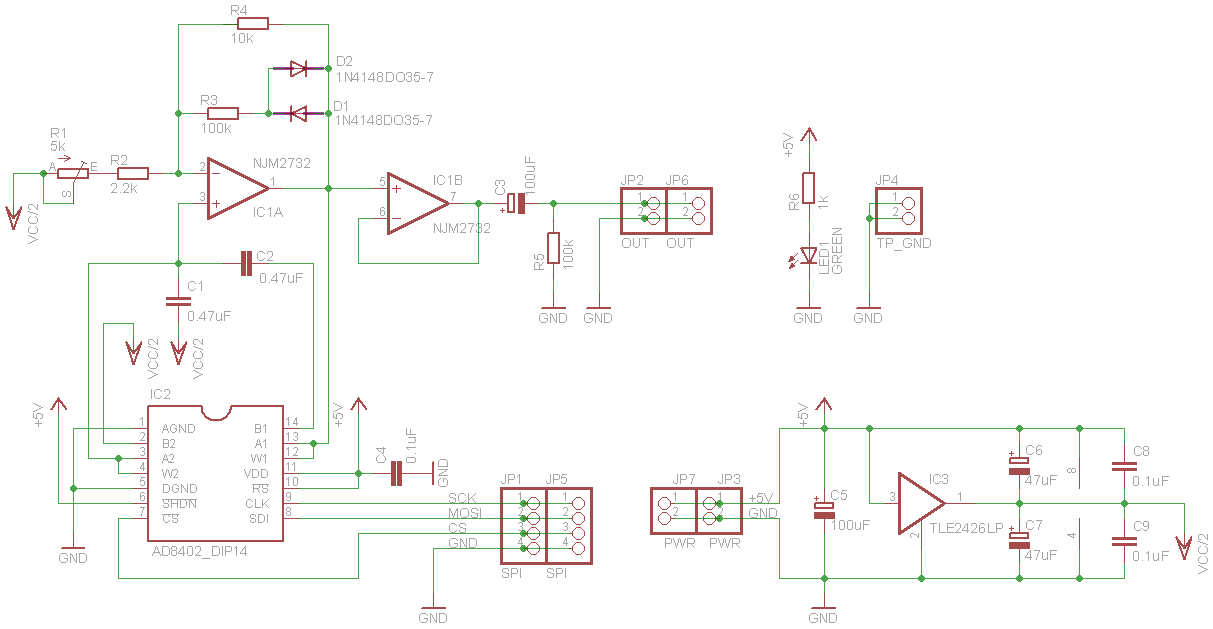 R4
10k
D2
1N4148DO35-7
R3
100k
D1
1N4148DO35-7
R1
5k
A
E
S
R2
2.2k
VCC/2
2
3
1
NJM2732
IC1A
5
6
7
IC1B
NJM2732
C3
100uF
R5
100k
GND
GND
JP2
JP6
1
2
1
2
OUT
OUT
+5V
R6
1k
LED1
GREEN
GND
JP4
1
2
TP_GND
GND
C2
0.47uF
C1
0.47uF
VCC/2
VCC/2
IC2
+5V
1
2
3
4
5
6
7
AGND
B2
A2
W2
DGND
SHDN
CS
B1
A1
W1
VDD
RS
CLK
SDI
14
13
12
11
10
9
8
AD8402_DIP14
GND
+5V
C4
0.1uF
GND
SCK
MOSI
CS
GND
JP1
JP5
1
2
3
4
1
2
3
4
SPI
SPI
GND
JP7
JP3
1
2
1
2
+5V
GND
PWR
PWR
+5V
C5
100uF
GND
3
1
2
IC3
TLE2426LP
C6
47uF
C7
47uF
8
4
C8
0.1uF
C9
0.1uF
VCC/2